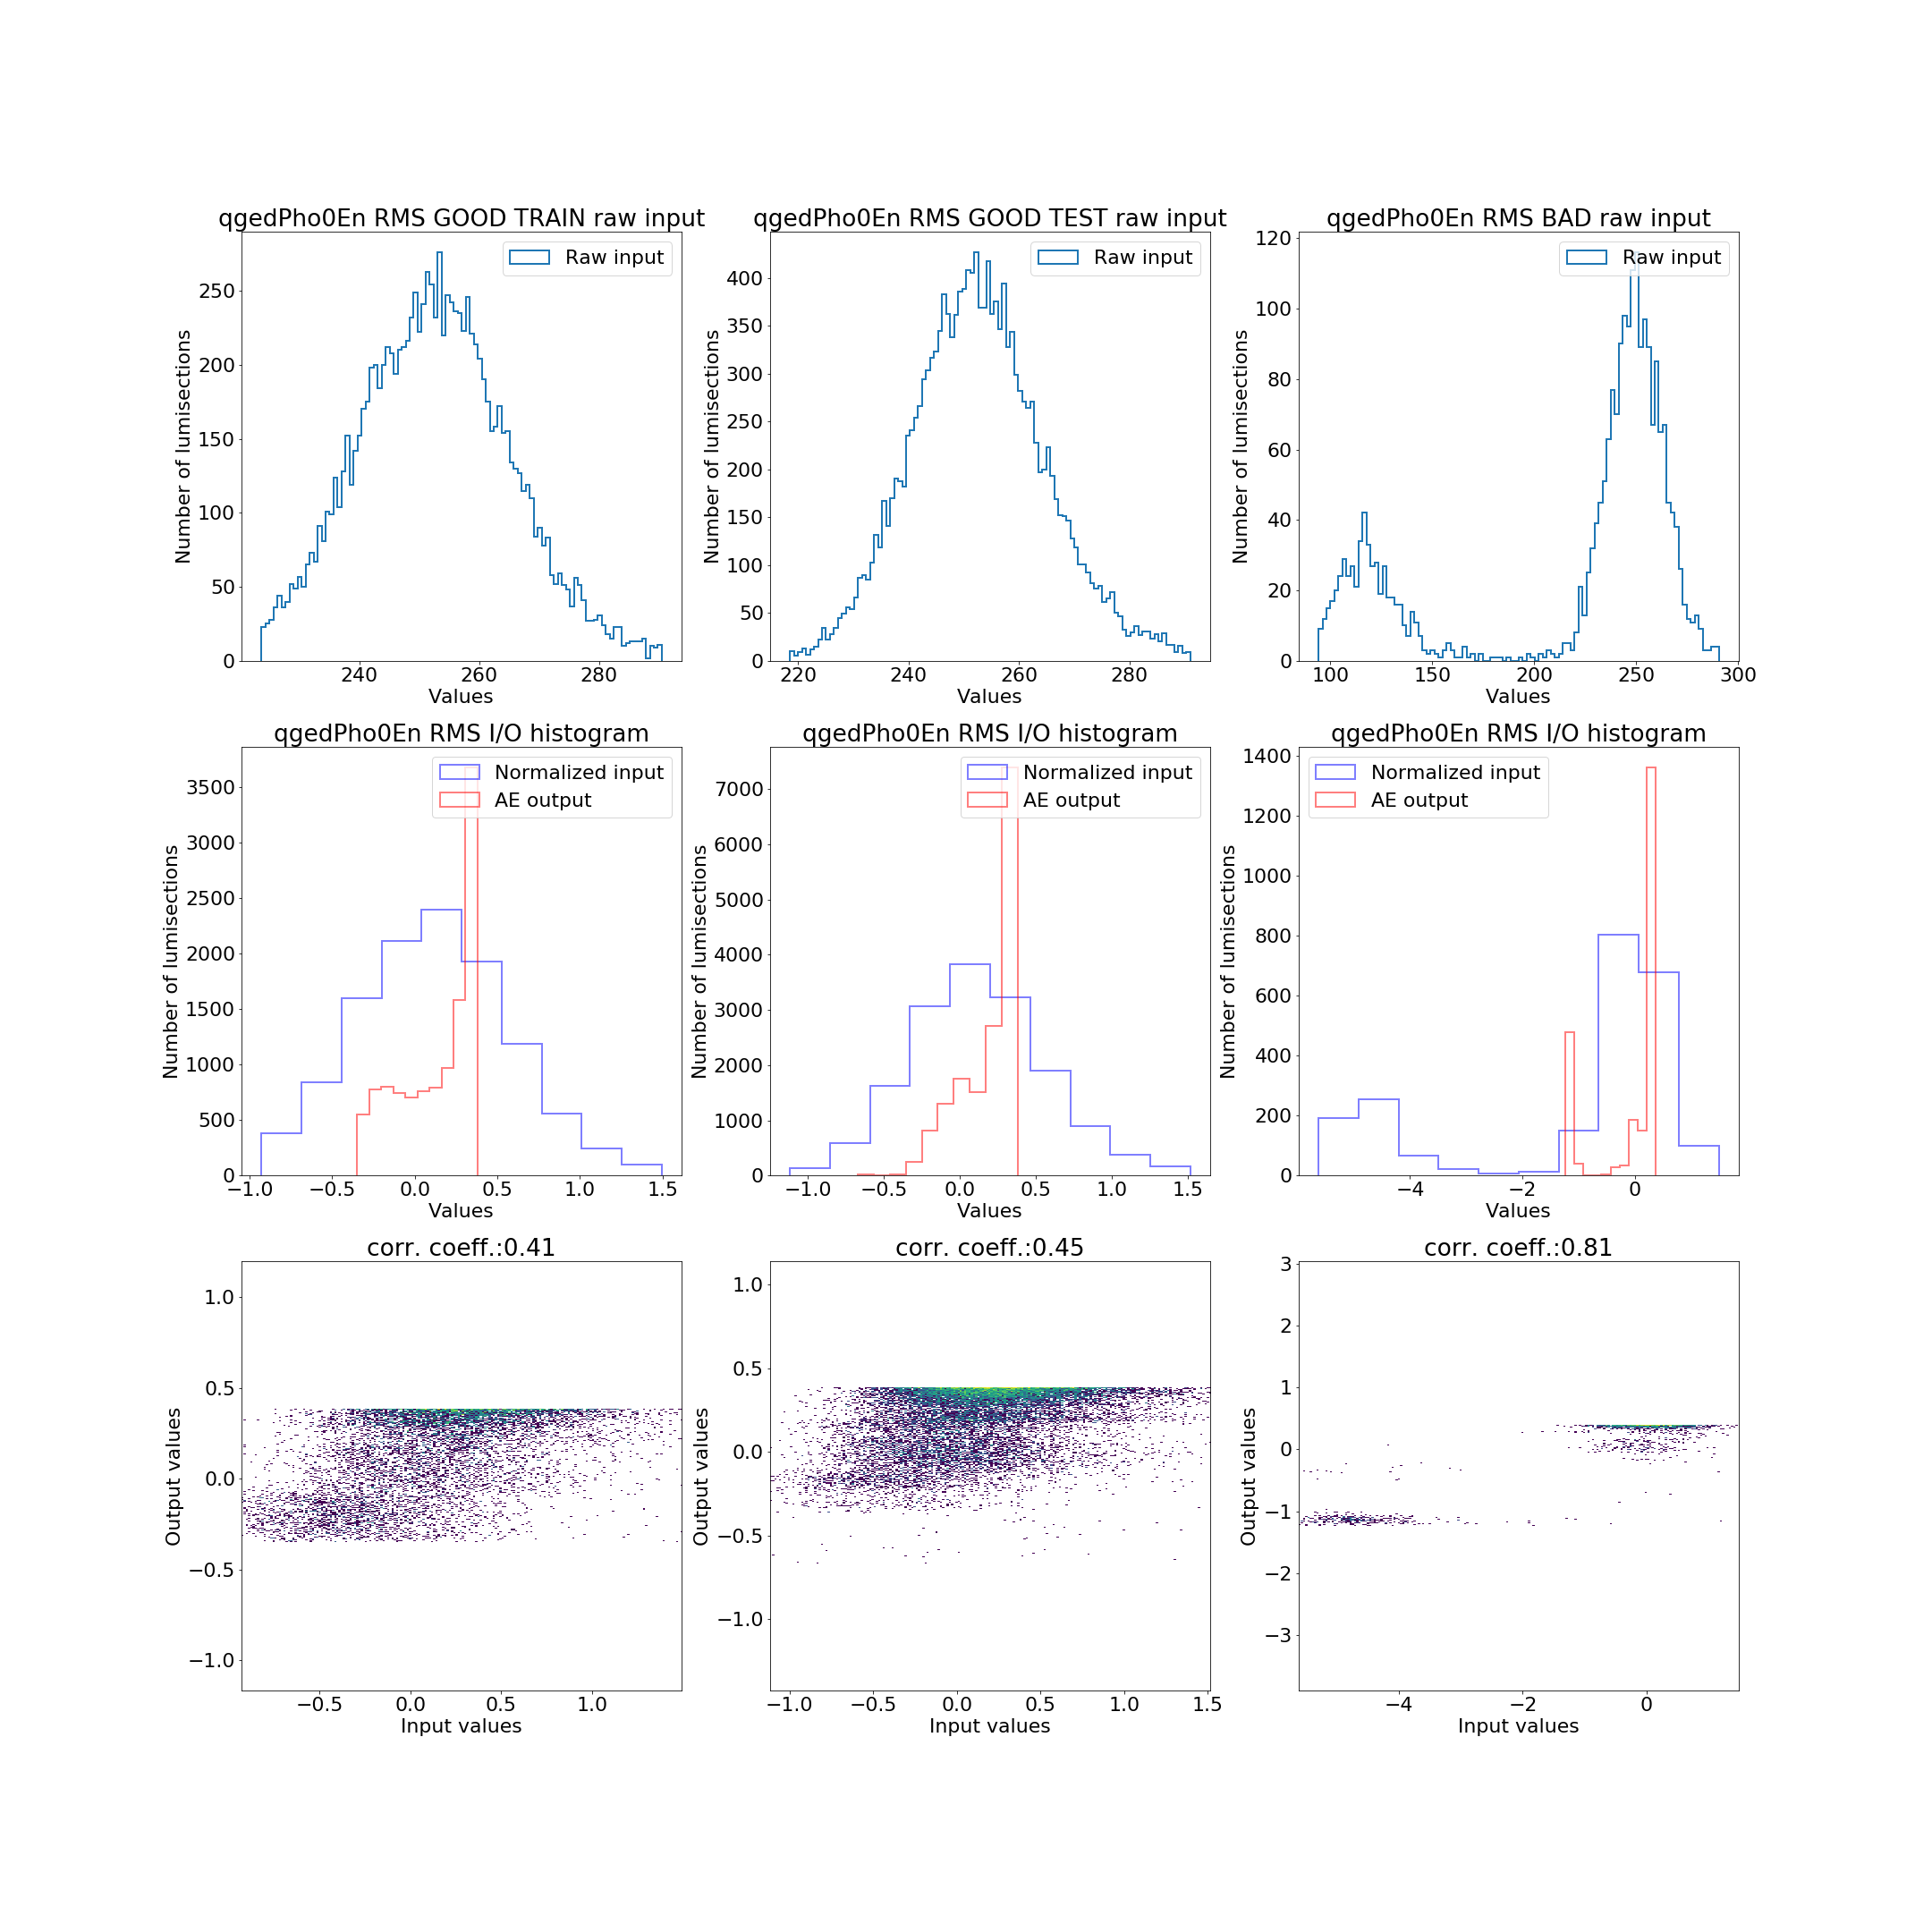 qgedPho0En RMS GOOD TRAIN raw input
Raw input
Number of lumisections
0
50
100
150
200
250
240
260
280
Values
qgedPho0En RMS GOOD TEST raw input
Raw input
Number of lumisections
0
50
100
150
200
250
300
350
400
220
240
260
280
Values
qgedPho0En RMS BAD raw input
Raw input
Number of lumisections
0
20
40
60
80
100
120
100
150
200
250
300
Values
qgedPho0En RMS I/O histogram
Normalized input
AE output
Number of lumisections
0
500
1000
1500
2000
2500
3000
3500
−1.0
−0.5
0.0
0.5
1.0
1.5
Values
qgedPho0En RMS I/O histogram
Normalized input
AE output
Number of lumisections
0
1000
2000
3000
4000
5000
6000
7000
−1.0
−0.5
0.0
0.5
1.0
1.5
Values
qgedPho0En RMS I/O histogram
Normalized input
AE output
Number of lumisections
0
200
400
600
800
1000
1200
1400
−4
−2
0
Values
corr. coeff.:0.41
Output values
1.0
0.5
0.0
−0.5
−1.0
−0.5
0.0
0.5
1.0
Input values
corr. coeff.:0.45
Output values
1.0
0.5
0.0
−0.5
−1.0
−1.0
−0.5
0.0
0.5
1.0
1.5
Input values
corr. coeff.:0.81
Output values
3
2
1
0
−1
−2
−3
−4
−2
0
Input values